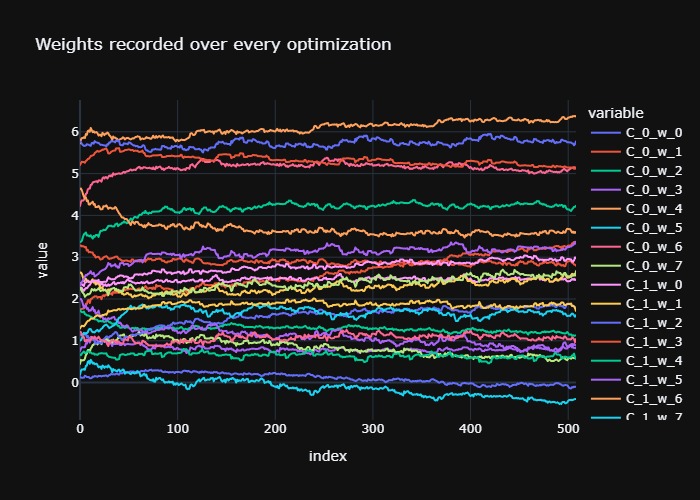 Weights recorded over every optimization
variable
C_0_w_0
C_0_w_1
C_0_w_2
C_0_w_3
C_0_w_4
C_0_w_5
C_0_w_6
C_0_w_7
C_1_w_0
C_1_w_1
C_1_w_2
C_1_w_3
C_1_w_4
C_1_w_5
C_1_w_6
C_1_w_7
value
6
5
4
3
2
1
0
0 100 200 300 400 500
index